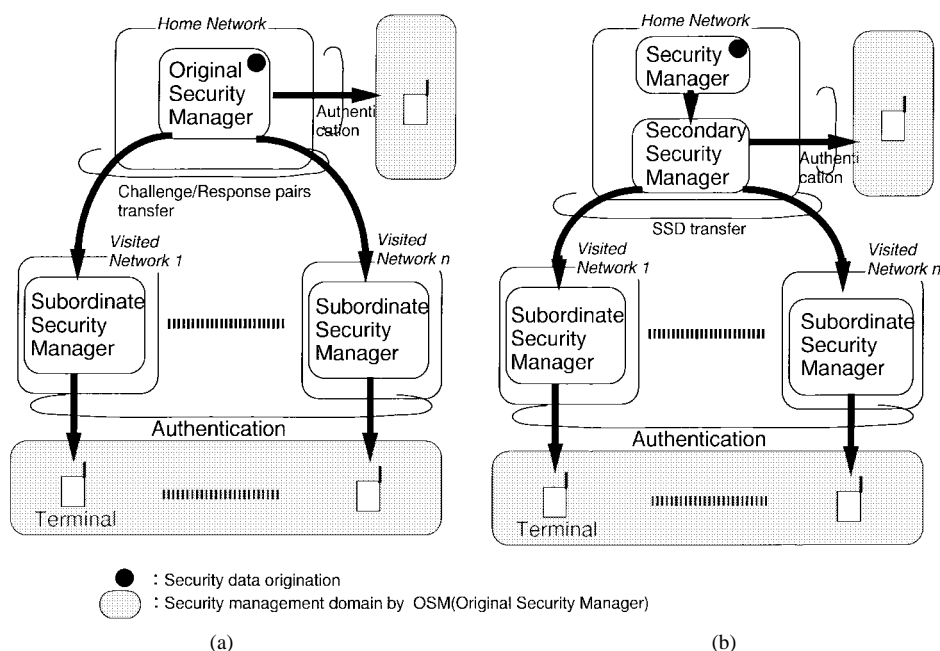 Home Network
Original
Security
Manager
Authenti
cation
Challenge/Response pairs
transfer
Visited
Network 1
Visited
Network n
Subordinate
Security
Manager
Subordinate
Security
Manager
Authentication
Terminal
Home Network
Security
Manager
Secondary
Security
Manager
Authenti
cation
SSD transfer
Visited
Network 1
Visited
Network n
Subordinate
Security
Manager
Subordinate
Security
Manager
Authentication
Terminal
: Security data origination
: Security management domain by OSM(Original Security Manager)
(a)
(b)